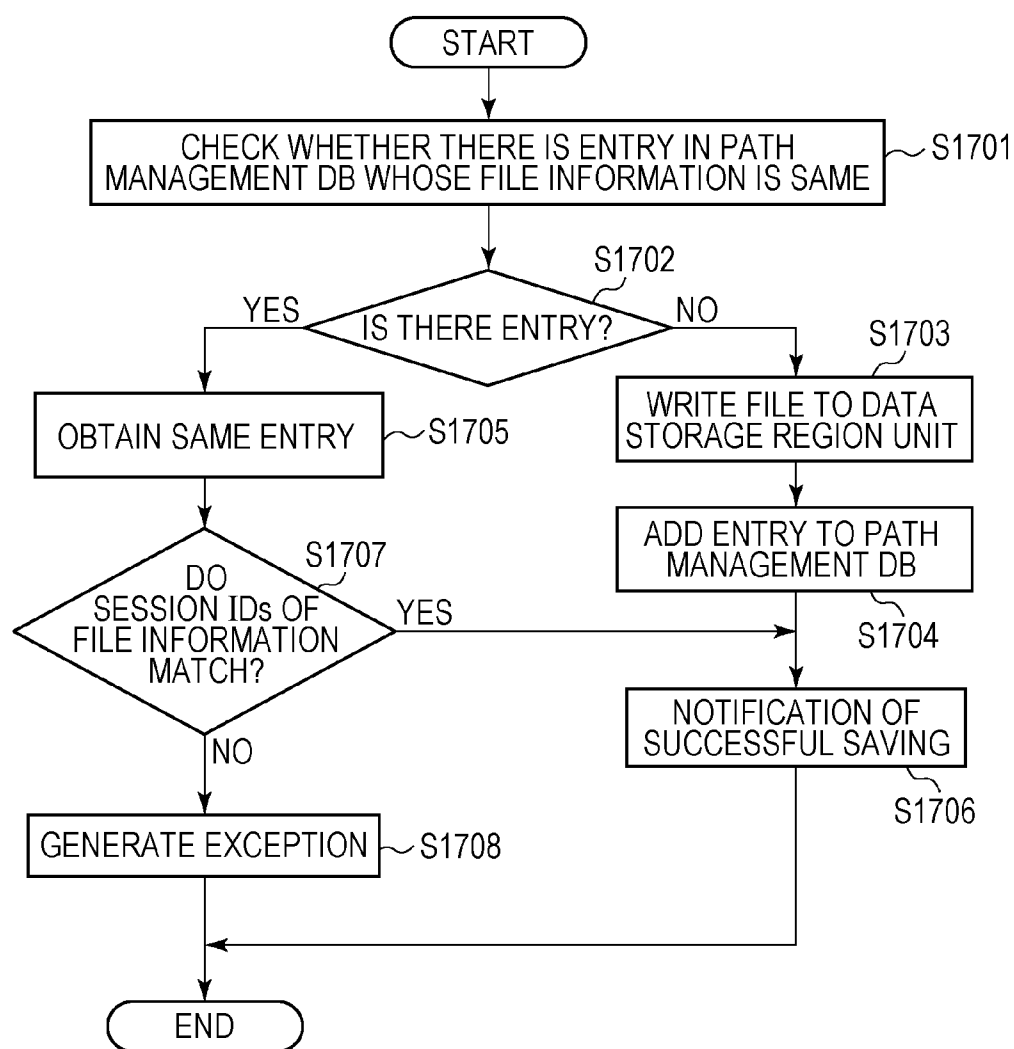 START
CHECK WHETHER THERE IS ENTRY IN PATH
MANAGEMENT DB WHOSE FILE INFORMATION IS SAME
S1701
S1702
YES
IS THERE ENTRY?
NO
S1703
WRITE FILE TO DATA
STORAGE REGION UNIT
OBTAIN SAME ENTRY
S1705
ADD ENTRY TO PATH
MANAGEMENT DB
S1704
S1707
DO
SESSION IDs OF
FILE INFORMATION
MATCH?
YES
NO
NOTIFICATION OF
SUCCESSFUL SAVING
S1706
GENERATE EXCEPTION
S1708
END